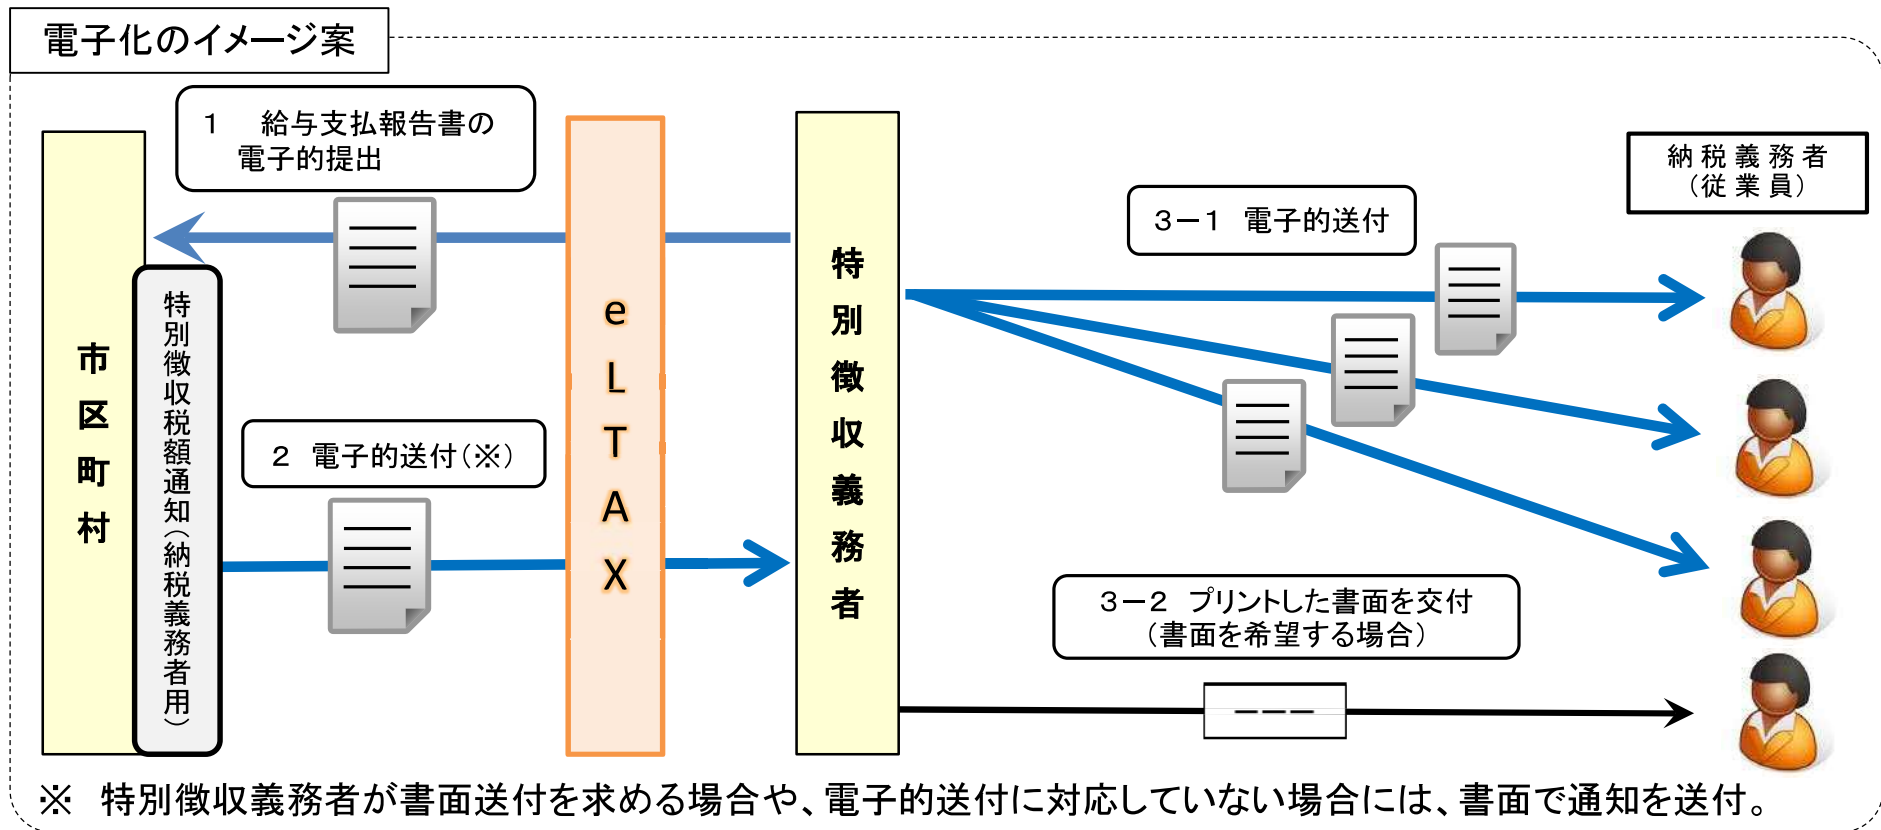 電子化のイメージ案
1 給与支払報告書の
電子的提出
納税義務者
（従業員）
3－1 電子的送付
市区町村
特別徴収税額通知（納税義務者用）
eLTAX
特別徴収義務者
2 電子的送付（※）
3－2 プリントした書面を交付
（書面を希望する場合）
※ 特別徴収義務者が書面送付を求める場合や、電子的送付に対応していない場合には、書面で通知を送付。